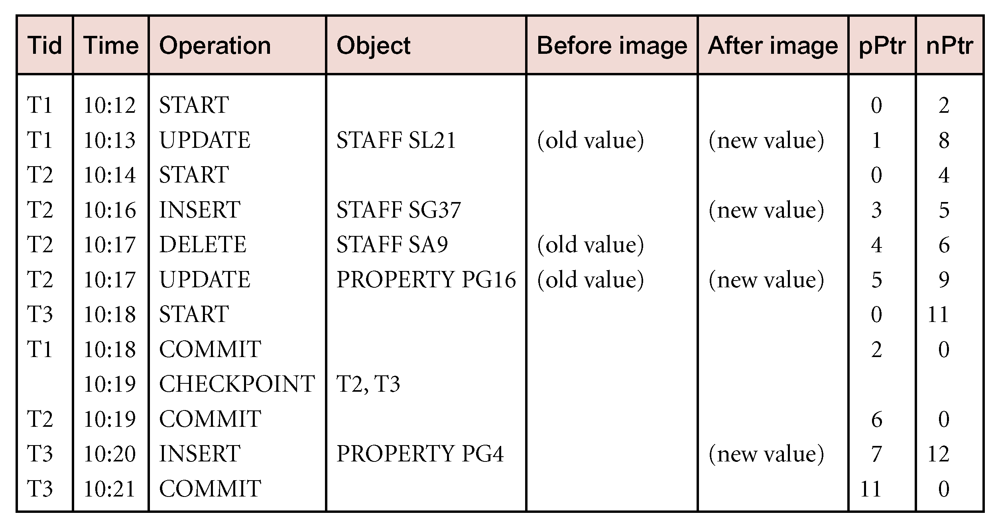 Tid Time Operation Object Before image After image pPtr nPtr
T1 10:12 START 0 2
T1 10:13 UPDATE STAFF SL21 (old value) (new value) 1 8
T2 10:14 START 0 4
T2 10:16 INSERT STAFF SG37 (new value) 3 5
T2 10:17 DELETE STAFF SA9 (old value) 4 6
T2 10:17 UPDATE PROPERTY PG16 (old value) (new value) 5 9
T3 10:18 START 0 11
T1 10:18 COMMIT 2 0
10:19 CHECKPOINT T2, T3
T2 10:19 COMMIT 6 0
T3 10:20 INSERT PROPERTY PG4 (new value) 7 12
T3 10:21 COMMIT 11 0